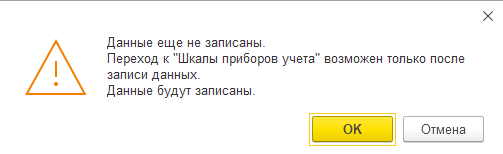 Данные еще не записаны.
Переход к "Шкалы приборов учета" возможен только после
записи данных.
Данные будут записаны.
OK Отмена